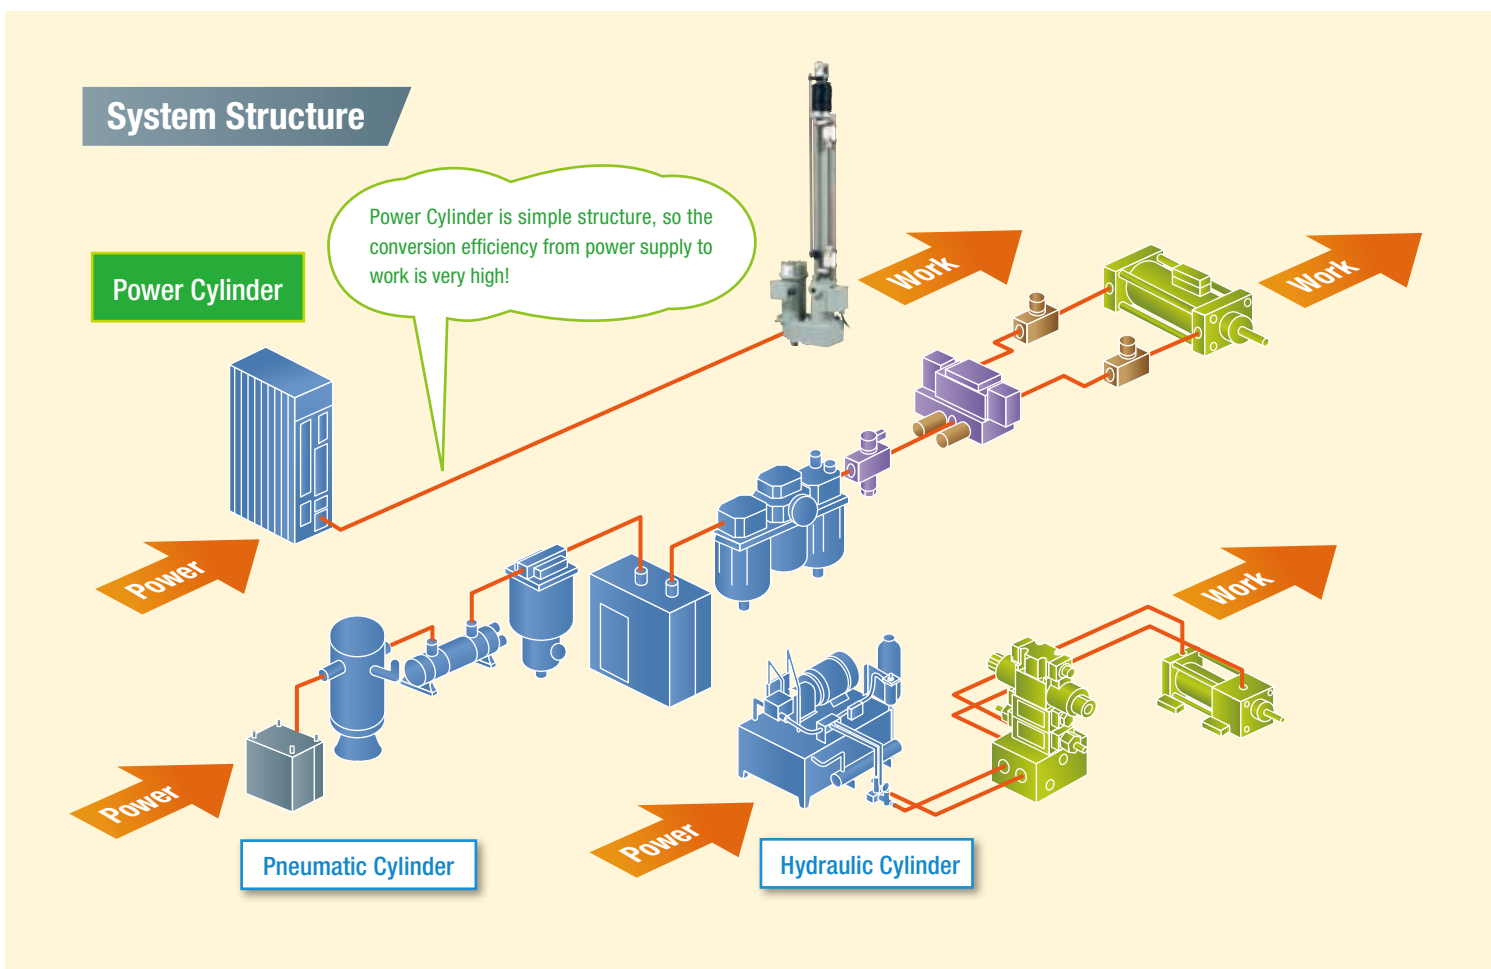 System Structure
Power Cylinder is simple structure, so the
conversion efficiency from power supply to
work is very high!
Power Cylinder
Work
Work
Power
Work
Power
Power
Pneumatic Cylinder
Hydraulic Cylinder